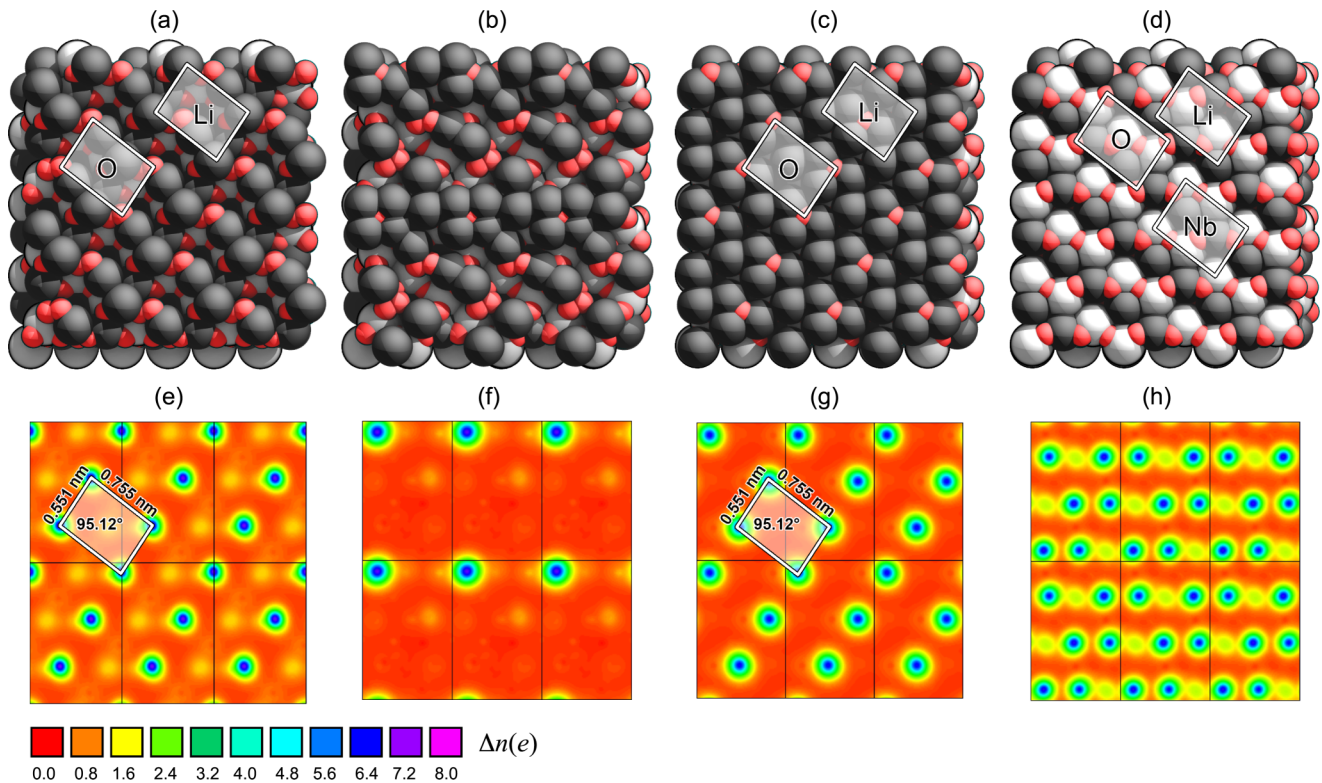 (a) (b) (c) (d)
Li
O
Li
O
Li
O
Nb
(e) (f) (g) (h)
0.551 nm
0.755 nm
95.12°
0.551 nm
0.755 nm
95.12°
Δn(e)
0.0 0.8 1.6 2.4 3.2 4.0 4.8 5.6 6.4 7.2 8.0